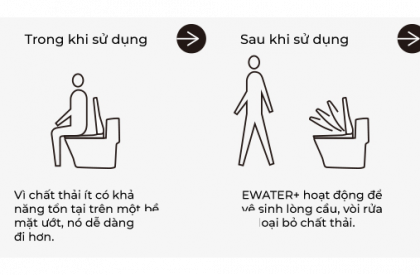 Trong khi sử dụng
Sau khi sử dụng
Vì chất thải ít có khả
năng tồn tại trên một bề
mặt ướt, nó dễ dàng
đi hơn.
EWATER+ hoạt động để
vệ sinh lòng cầu, vòi rửa
loại bỏ chất thải.